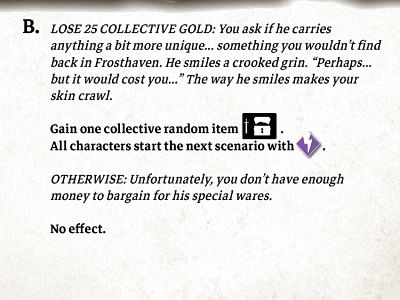 B. LOSE 25 COLLECTIVE GOLD: You ask if he carries
anything a bit more unique... something you wouldn’t find
back in Frosthaven. He smiles a crooked grin. “Perhaps...
but it would cost you...” The way he smiles makes your
skin crawl.
Gain one collective random item .
All characters start the next scenario with .
OTHERWISE: Unfortunately, you don’t have enough
money to bargain for his special wares.
No effect.